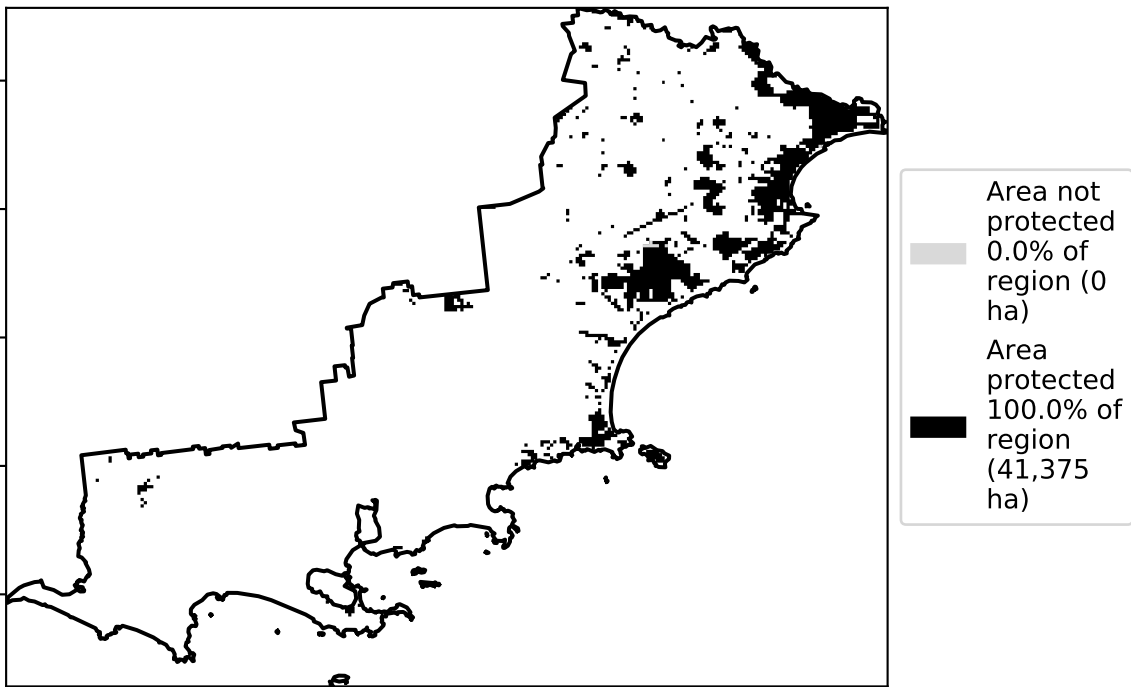 Area not
protected
0.0% of
region (0
ha)
Area
protected
100.0% of
region
(41,375
ha)